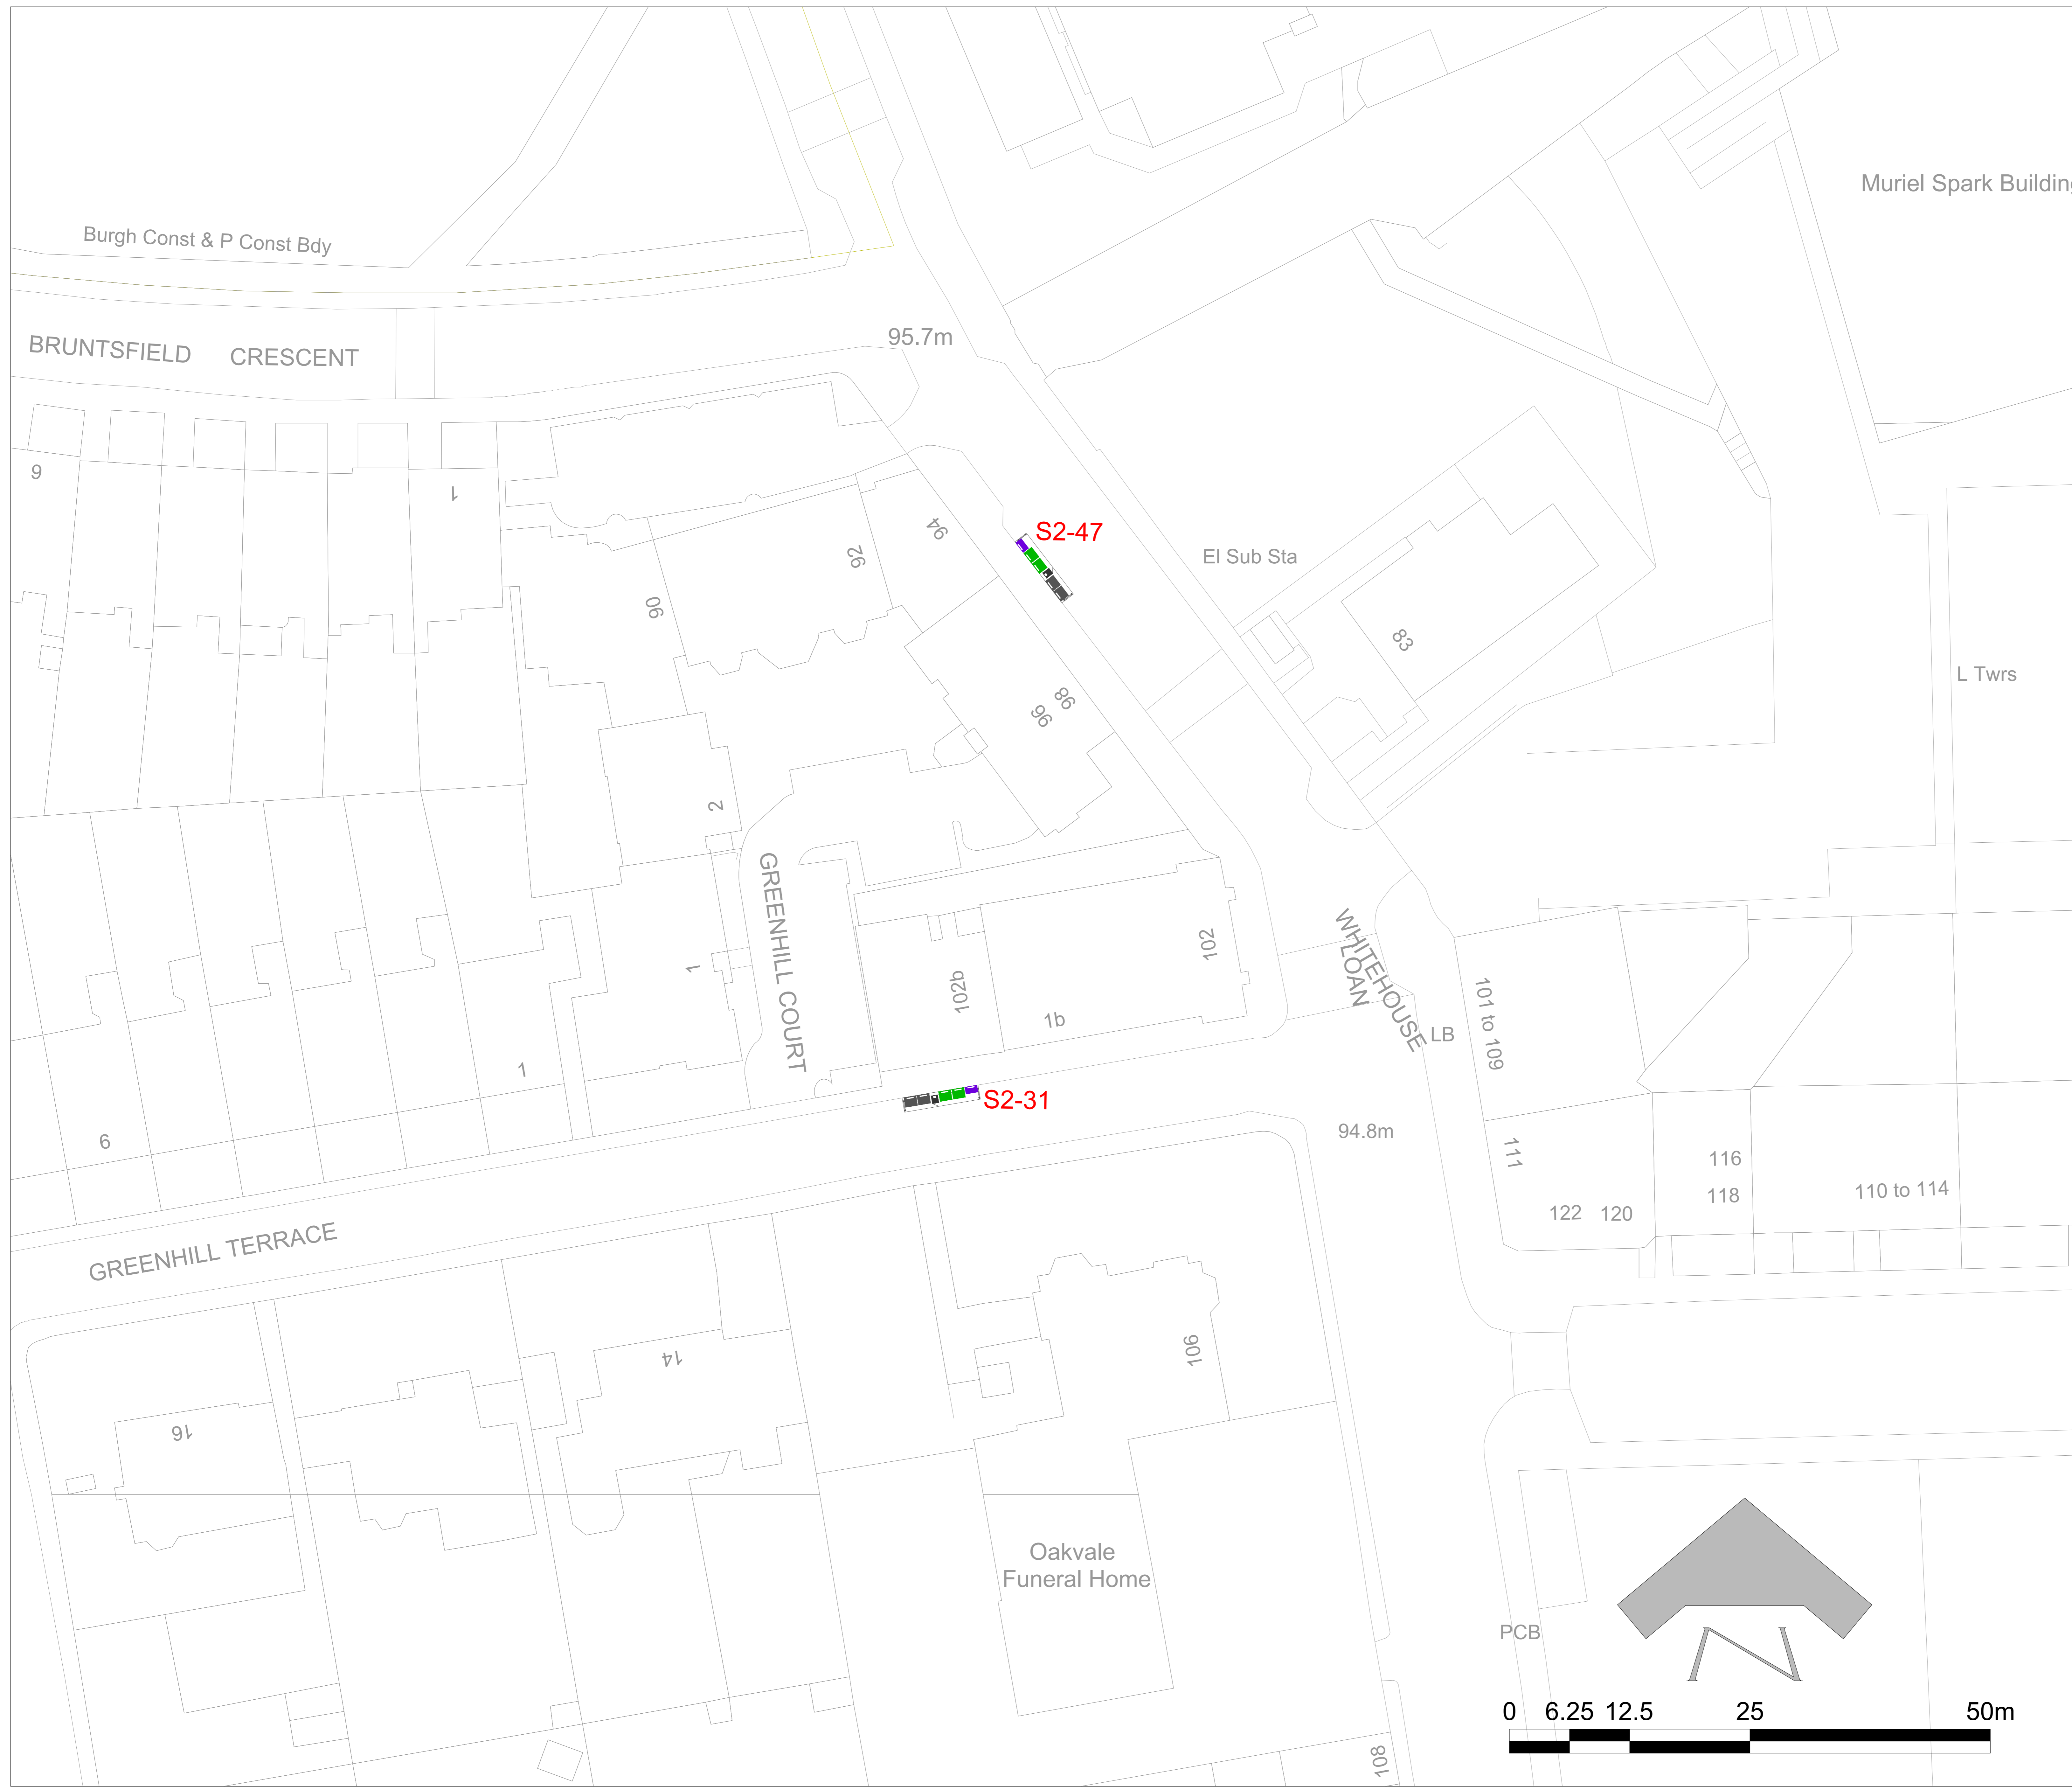 Muriel Spark Building
Burgh Const & P Const Bdy
95.7m
BRUNTSFIELD CRESCENT
9
1
94
92
S2-47
El Sub Sta
90
83
L Twrs
98
96
2
GREENHILL COURT
WHITEHOUSE
LOAN
102
1
102b
101 to 109
1b
LB
1
S2-31
6
94.8m
111
116
118
110 to 114
122 120
GREENHILL TERRACE
106
14
16
Oakvale
Funeral Home
PCB
N
0 6.25 12.5 25 50m
108